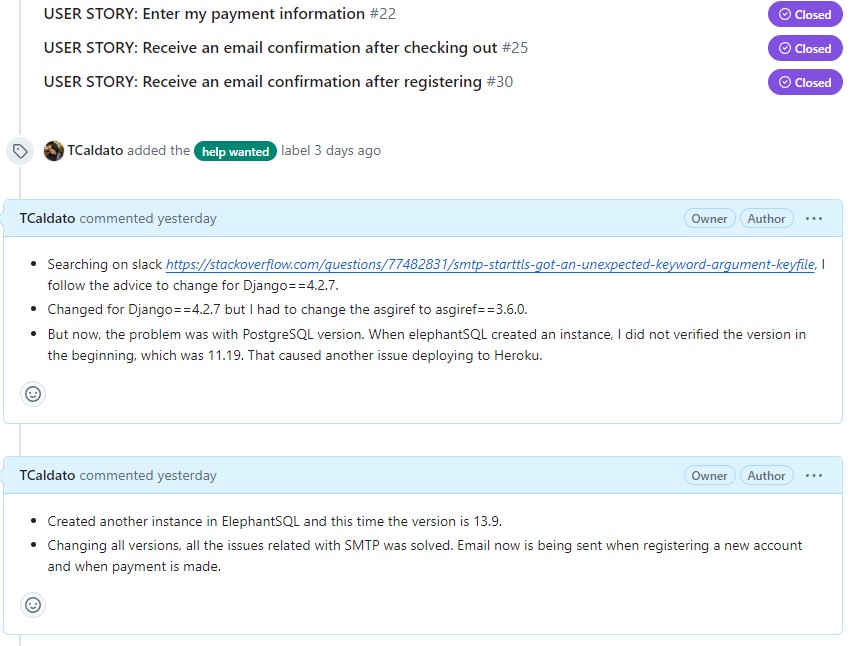 USER STORY: Enter my payment information #22
Closed
USER STORY: Receive an email confirmation after checking out #25
Closed
USER STORY: Receive an email confirmation after registering #30
Closed
TCaldato added the help wanted label 3 days ago
TCaldato commented yesterday
Owner Author ...
• Searching on slack https://stackoverflow.com/questions/77482831/smtp-starttls-got-an-unexpected-keyword-argument-keyfile, I
follow the advice to change for Django==4.2.7.
• Changed for Django==4.2.7 but I had to change the asgiref to asgiref==3.6.0.
• But now, the problem was with PostgreSQL version. When elephantSQL created an instance, I did not verified the version in
the beginning, which was 11.19. That caused another issue deploying to Heroku.
TCaldato commented yesterday
Owner Author ...
• Created another instance in ElephantSQL and this time the version is 13.9.
• Changing all versions, all the issues related with SMTP was solved. Email now is being sent when registering a new account
and when payment is made.